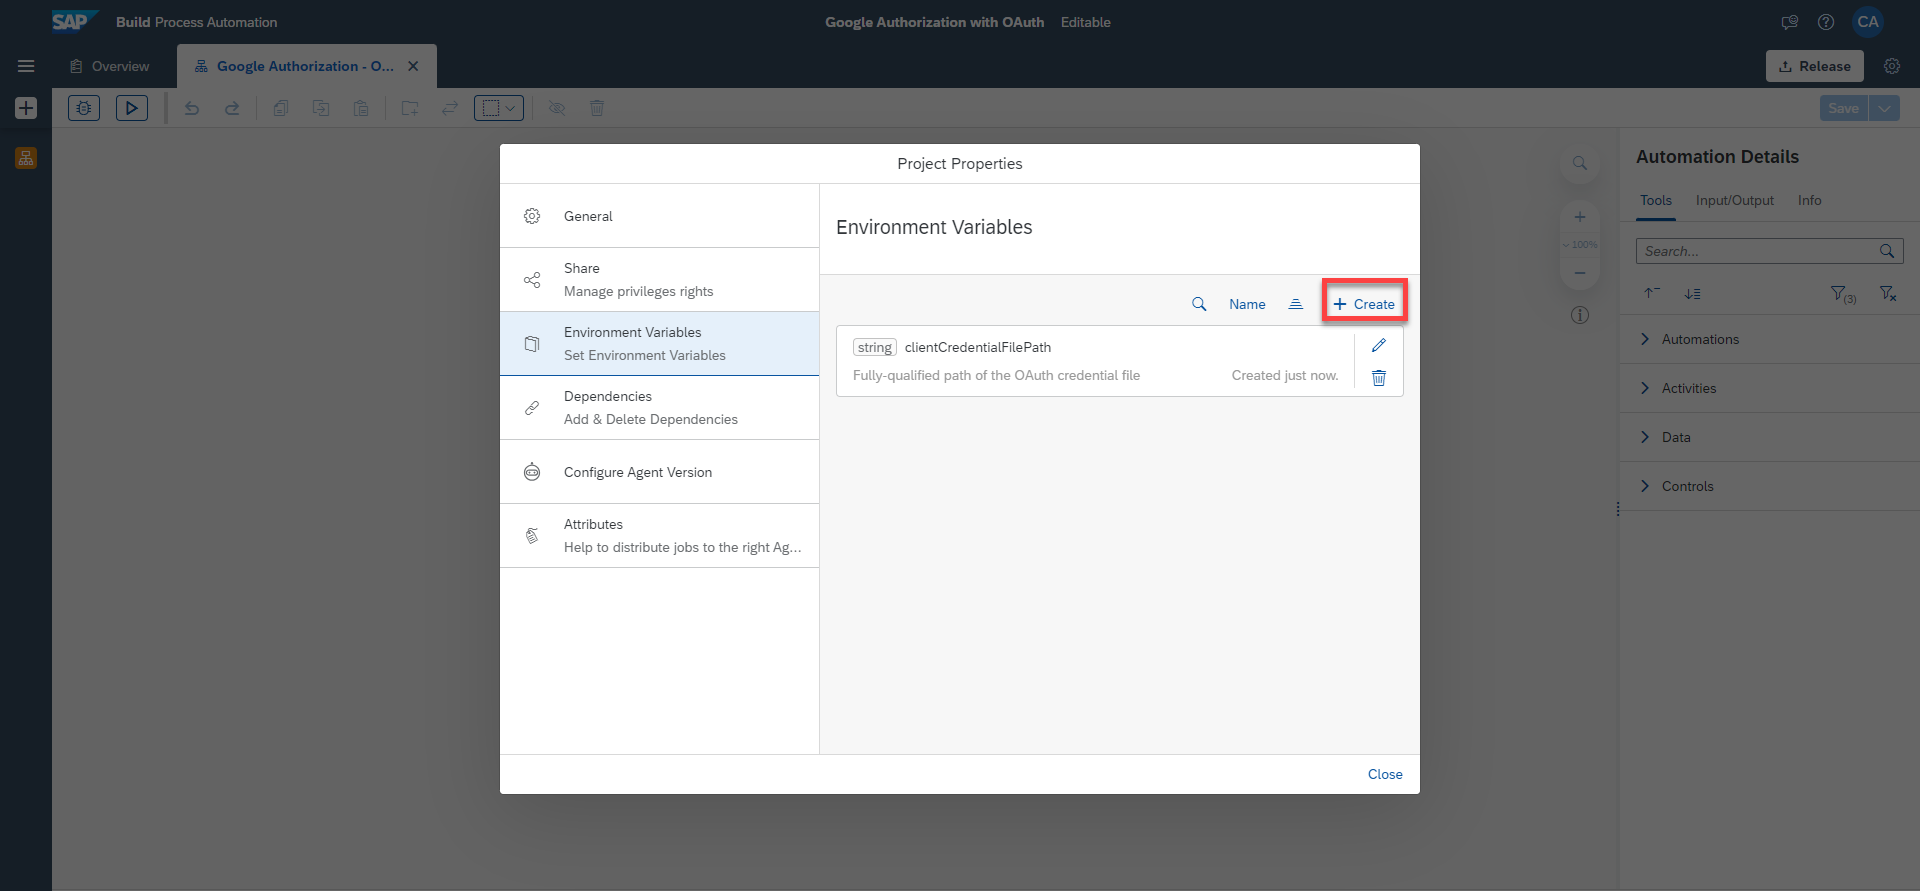 SAP Build Process Automation
Google Authorization with OAuth Editable
CA
Overview
Google Authorization - O...
Release
Save
Project Properties
General
Share
Manage privileges rights
Environment Variables
Set Environment Variables
Dependencies
Add & Delete Dependencies
Configure Agent Version
Attributes
Help to distribute jobs to the right Ag...
Environment Variables
Name
Create
string clientCredentialFilePath
Fully-qualified path of the OAuth credential file Created just now.
Close
100%
Automation Details
Tools Input/Output Info
Search...
(3)
Automations
Activities
Data
Controls